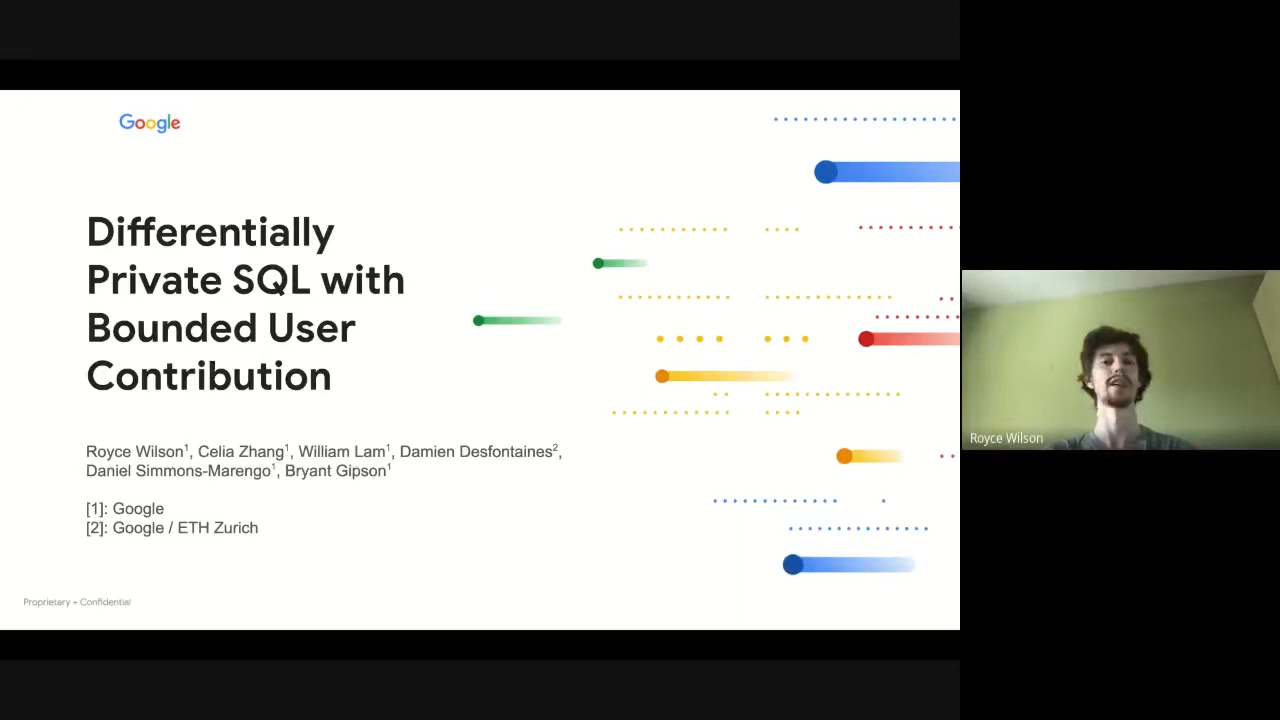 Google
Differentially
Private SQL with
Bounded User
Contribution
Royce Wilson¹, Celia Zhang¹, William Lam¹, Damien Desfontaines²,
Daniel Simmons-Marengo¹, Bryant Gipson¹
[1]: Google
[2]: Google / ETH Zurich
Proprietary + Confidential
Royce Wilson